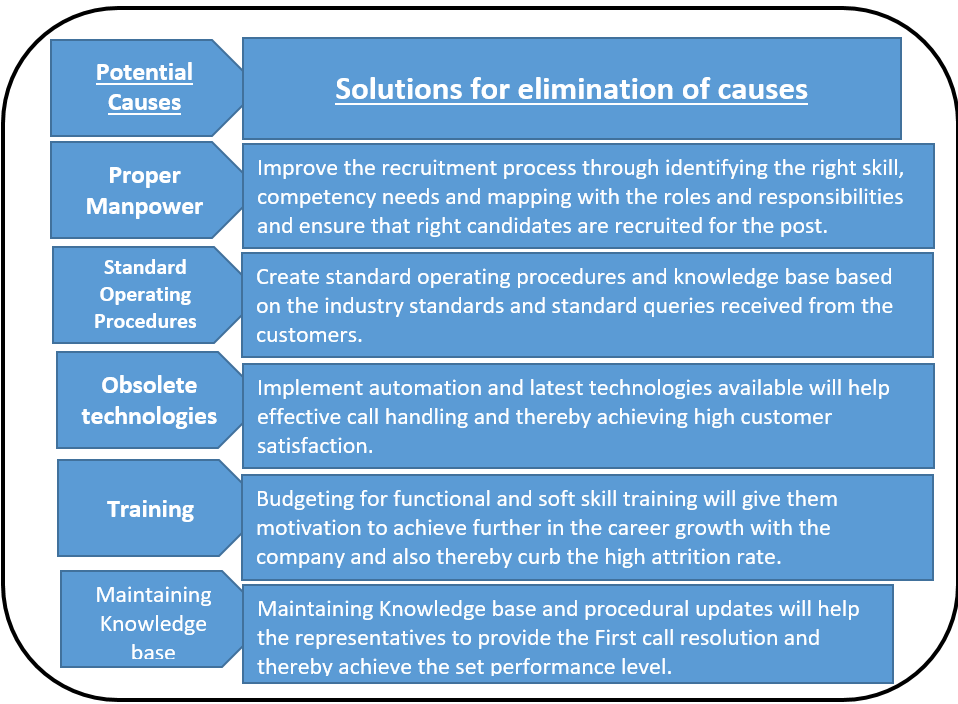 Potential
Causes
Solutions for elimination of causes
Proper
Manpower
Improve the recruitment process through identifying the right skill,
competency needs and mapping with the roles and responsibilities
and ensure that right candidates are recruited for the post.
Standard
Operating
Procedures
Create standard operating procedures and knowledge base based
on the industry standards and standard queries received from the
customers.
Obsolete
technologies
Implement automation and latest technologies available will help
effective call handling and thereby achieving high customer
satisfaction.
Training
Budgeting for functional and soft skill training will give them
motivation to achieve further in the career growth with the
company and also thereby curb the high attrition rate.
Maintaining
Knowledge
base
Maintaining Knowledge base and procedural updates will help
the representatives to provide the First call resolution and
thereby achieve the set performance level.